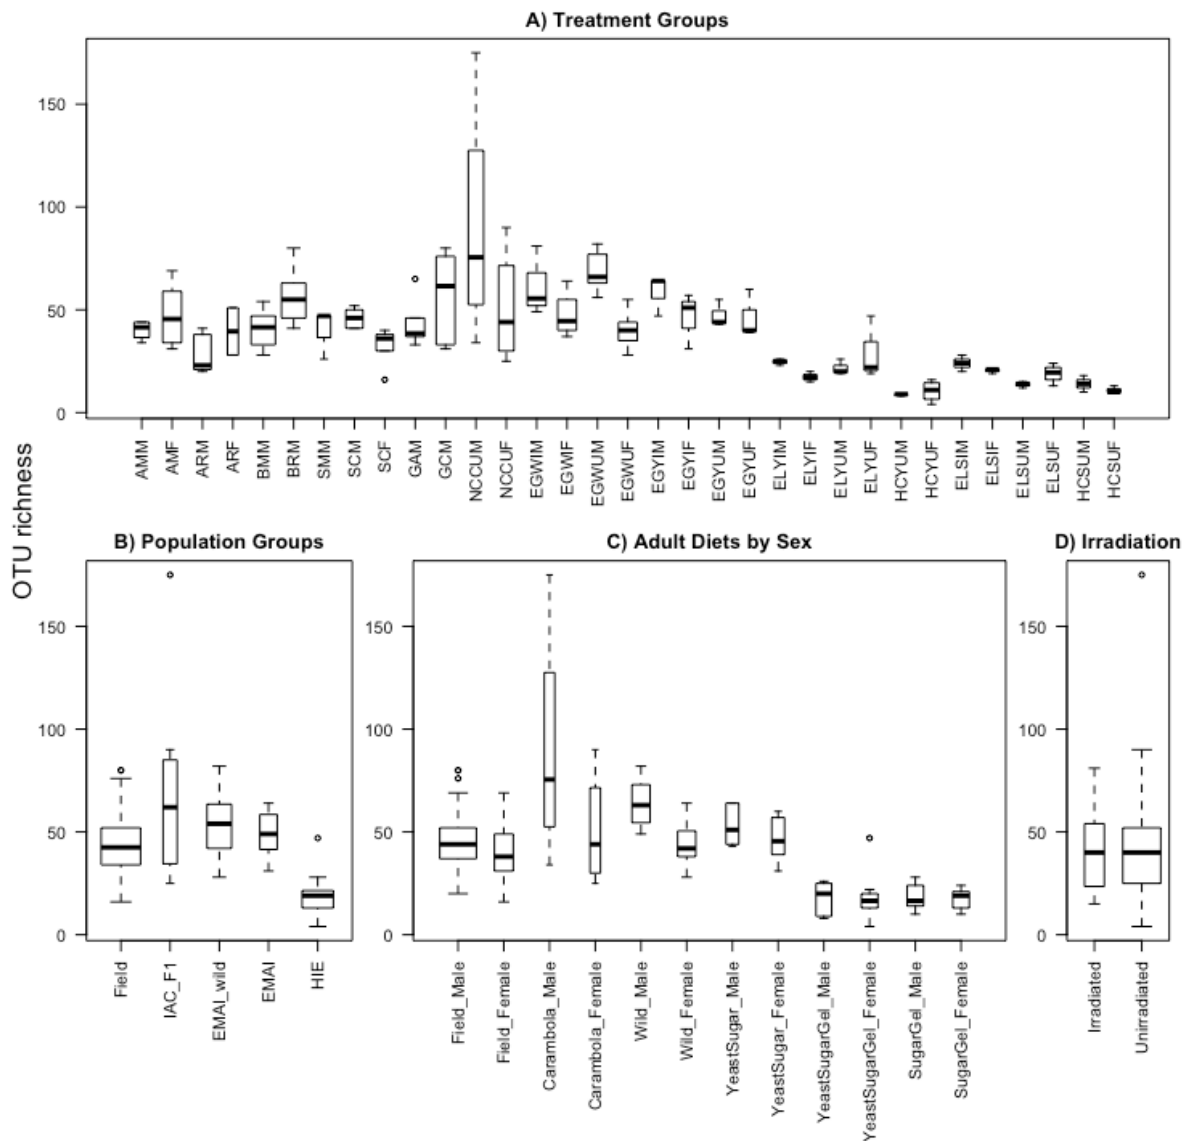 A) Treatment Groups
150
100
50
0
AMM AMF ARM ARF BMM BRM SMM SCM SCF GAM GCM NCCUM NCCUF EGWIM EGWIF EGWUM EGWUF EGYIM EGYIF EGYUM EGYUF ELYIM ELYIF ELYUM ELYUF HCYUM HCYUF ELSIM ELSIF ELSUM ELSUF HCSUM HCSUF
OTU richness
B) Population Groups
150
100
50
0
Field IAC_F1 EMAI_wild EMAI HIE
C) Adult Diets by Sex
150
100
50
0
Field_Male Field_Female Carambola_Male Carambola_Female Wild_Male Wild_Female YeastSugar_Male YeastSugar_Female YeastSugarGel_Male YeastSugarGel_Female SugarGel_Male SugarGel_Female
D) Irradiation
150
100
50
0
Irradiated Unirradiated